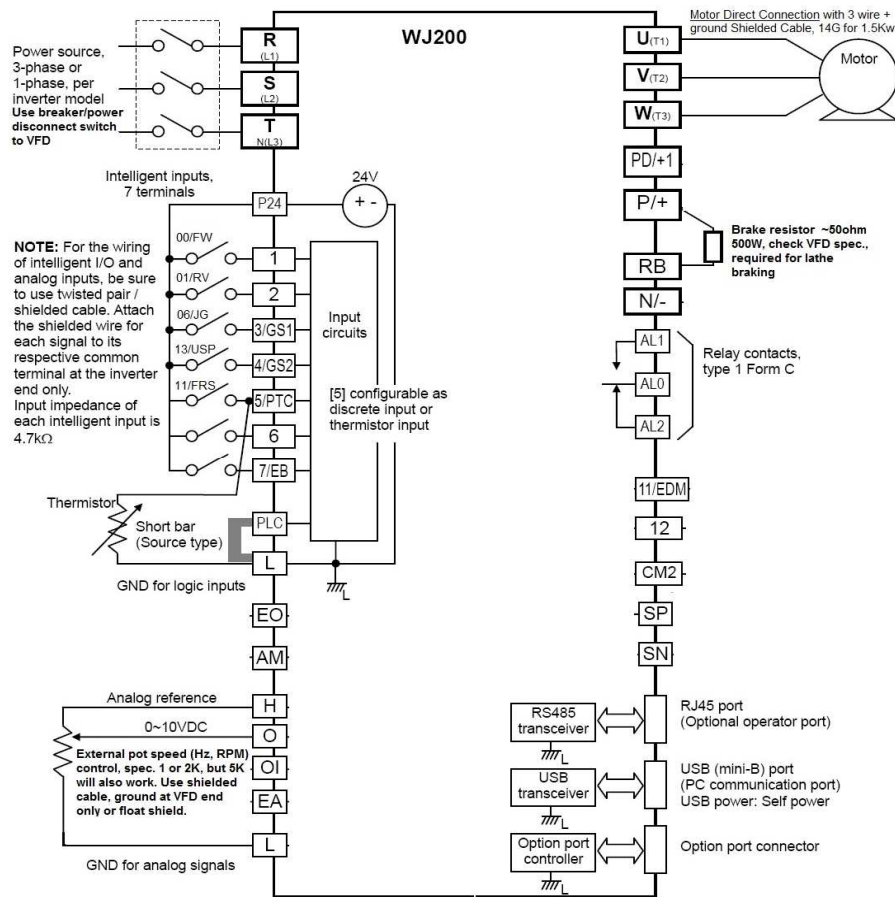 WJ200
Power source,
3-phase or
1-phase, per
inverter model
Use breaker/power
disconnect switch
to VFD
R
(L1)
S
(L2)
T
N(L3)
Motor Direct Connection with 3 wire +
ground Shielded Cable, 14G for 1.5Kw
U(T1)
V(T2)
W(T3)
Motor
PD/+1
P/+
RB
N/-
Brake resistor ~50ohm
500W, check VFD spec.,
required for lathe
braking
Intelligent inputs,
7 terminals
24V
P24
+ -
NOTE: For the wiring
of intelligent I/O and
analog inputs, be sure
to use twisted pair /
shielded cable. Attach
the shielded wire for
each signal to its
respective common
terminal at the inverter
end only.
Input impedance of
each intelligent input is
4.7kΩ
00/FW
1
01/RV
2
06/JG
3/GS1
13/USP
4/GS2
11/FRS
5/PTC
6
7/EB
Input
circuits
[5] configurable as
discrete input or
thermistor input
AL1
AL0
AL2
Relay contacts,
type 1 Form C
Thermistor
Short bar
(Source type)
PLC
L
L
GND for logic inputs
11/EDM
12
CM2
SP
SN
EO
AM
Analog reference
H
0~10VDC
O
External pot speed (Hz, RPM)
control, spec. 1 or 2K, but 5K
will also work. Use shielded
cable, ground at VFD end
only or float shield.
OI
EA
L
GND for analog signals
RS485
transceiver
L
RJ45 port
(Optional operator port)
USB
transceiver
L
USB (mini-B) port
(PC communication port)
USB power: Self power
Option port
controller
L
Option port connector